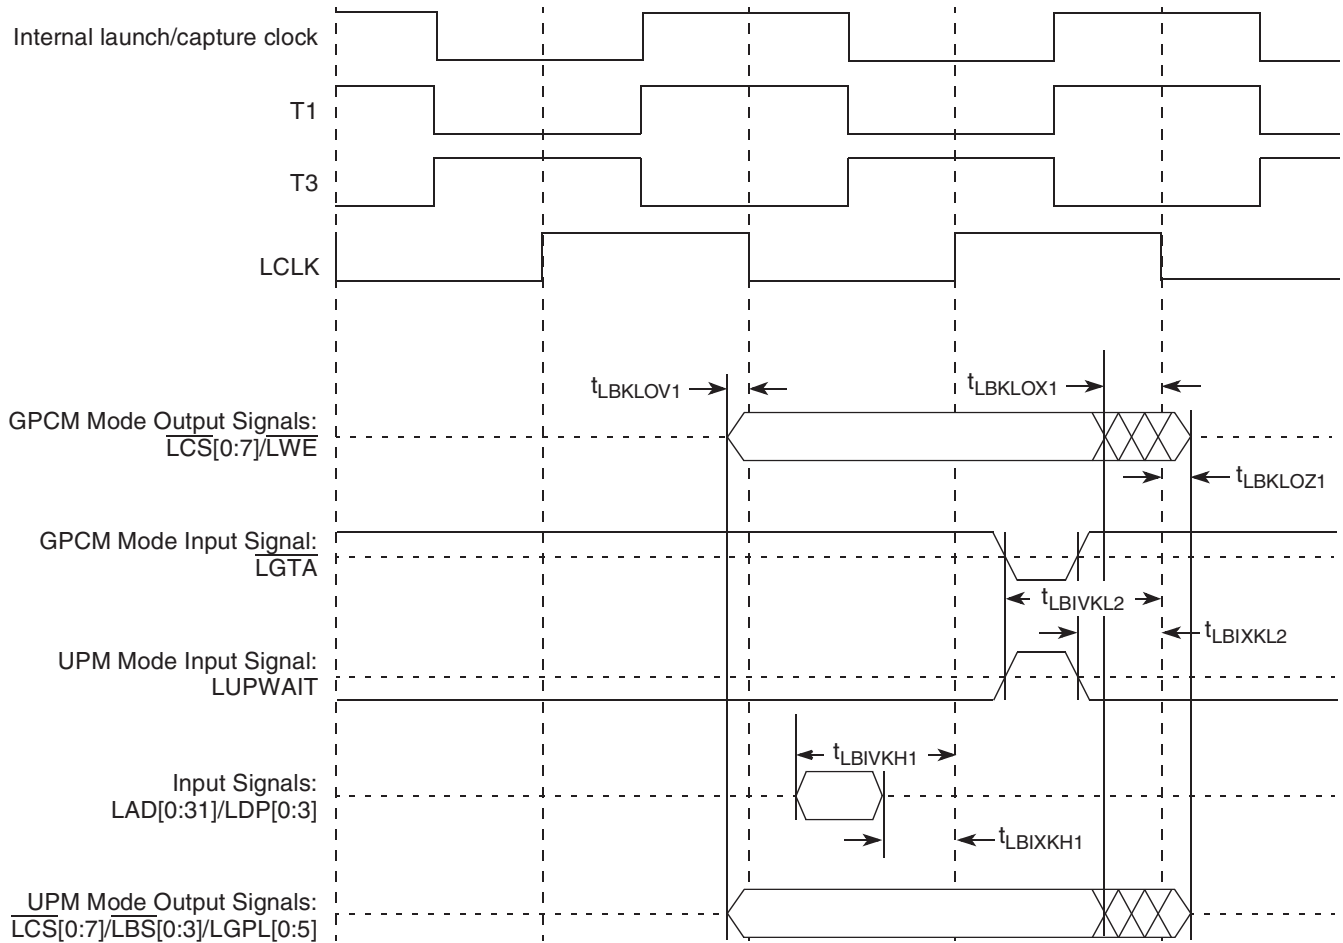 Internal launch/capture clock
T1
T3
LCLK
tLBKLOV1
tLBKLOX1
GPCM Mode Output Signals:
LCS[0:7]/LWE
tLBKLOZ1
GPCM Mode Input Signal:
LGTA
tLBIVKL2
tLBIXKL2
UPM Mode Input Signal:
LUPWAIT
tLBIVKH1
Input Signals:
LAD[0:31]/LDP[0:3]
tLBIXKH1
UPM Mode Output Signals:
LCS[0:7]/LBS[0:3]/LGPL[0:5]